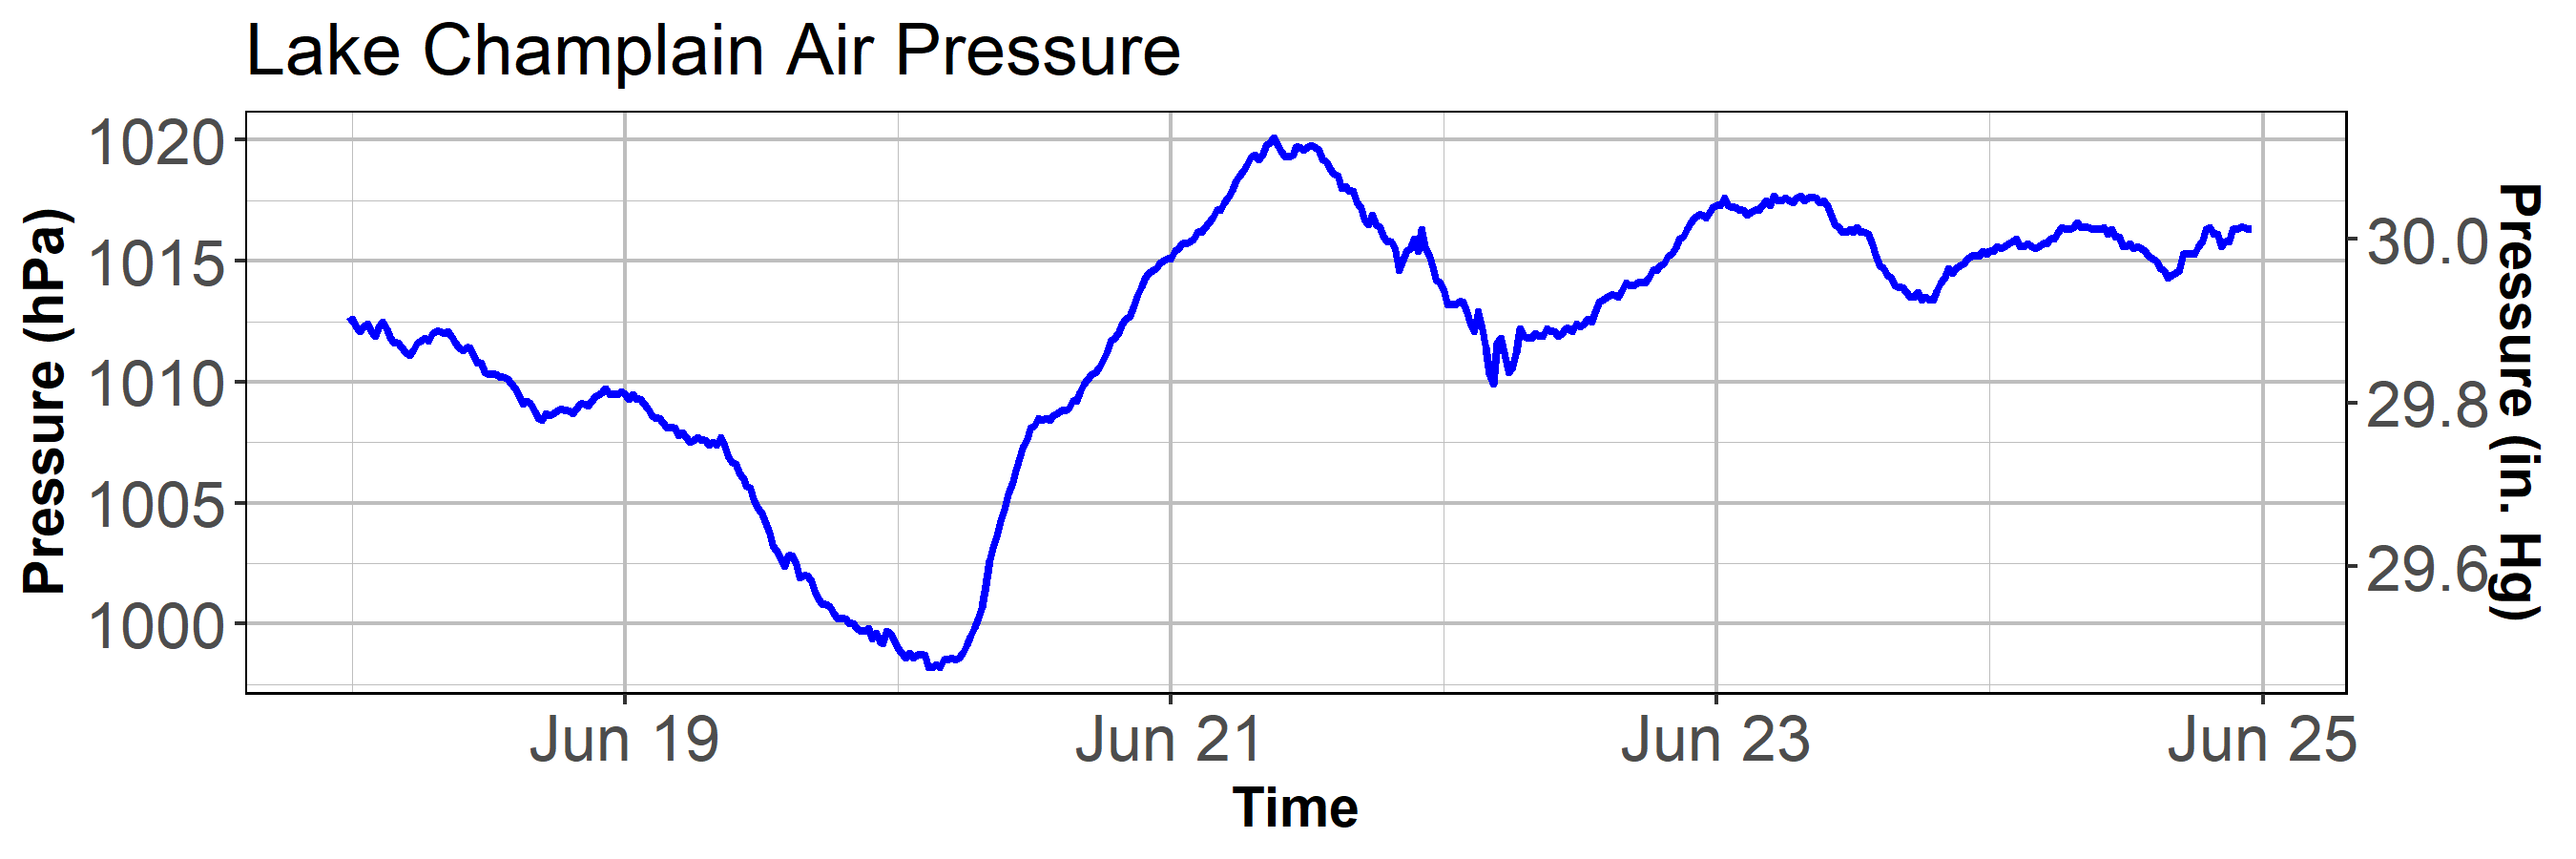 Lake Champlain Air Pressure
Pressure (hPa)
1020
1015
1010
1005
1000
30.0
29.8
29.6
Pressure (in. Hg)
Jun 19
Jun 21
Jun 23
Jun 25
Time